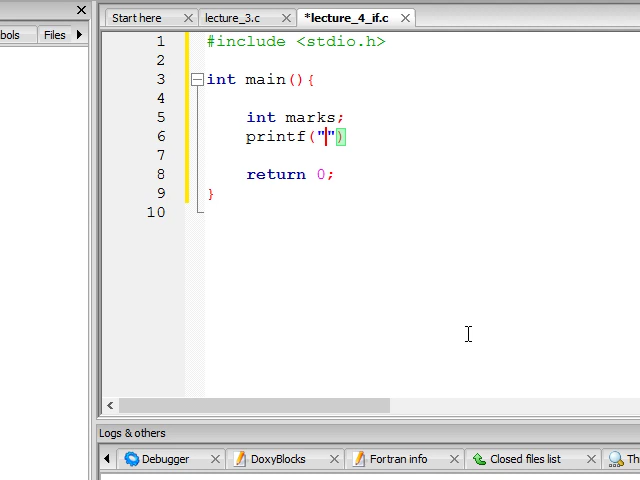 bols Files
Start here lecture_3.c *lecture_4_if.c
1 #include <stdio.h>
2
3 int main(){
4
5 int marks;
6 printf("")
7
8 return 0;
9 }
10
Logs & others
Debugger DoxyBlocks Fortran info Closed files list